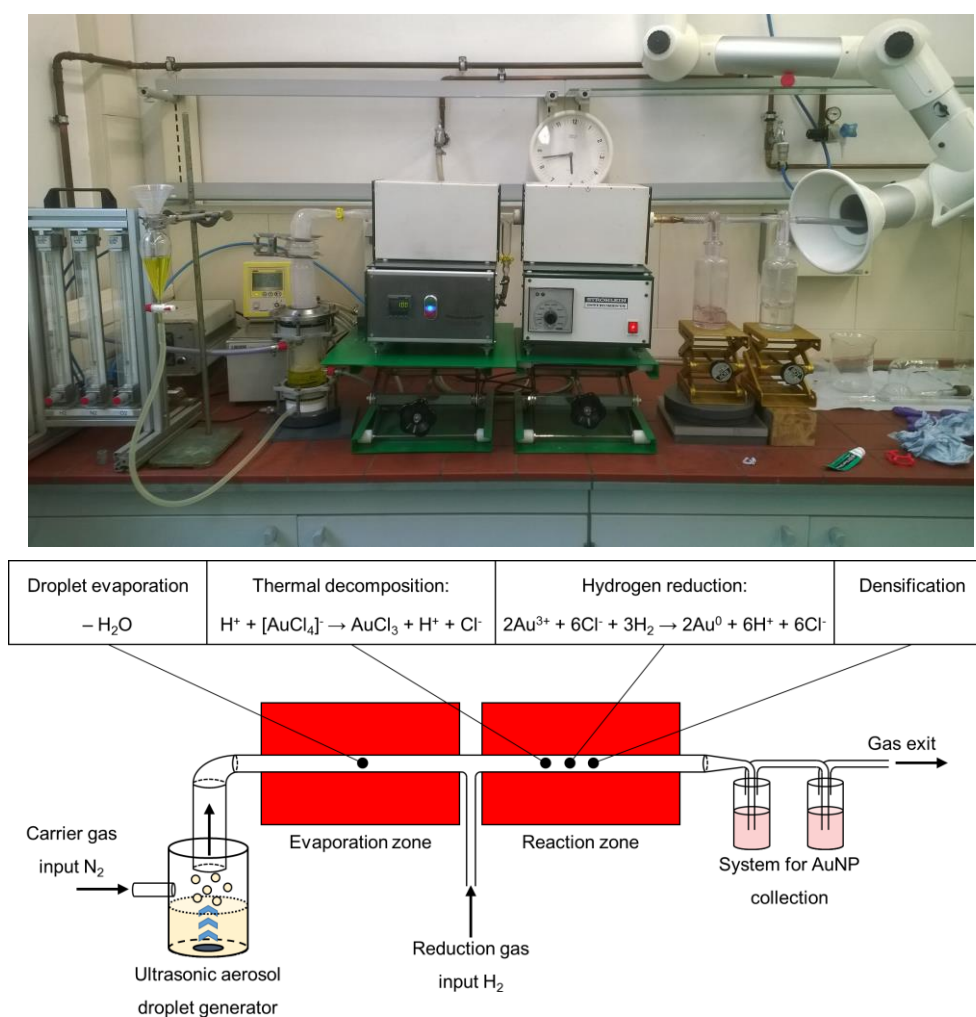 STRÖHLEIN
INSTRUMENTS
Droplet evaporation
– H₂O
Thermal decomposition:
H⁺ + [AuCl₄]⁻ → AuCl₃ + H⁺ + Cl⁻
Hydrogen reduction:
2Au³⁺ + 6Cl⁻ + 3H₂ → 2Au⁰ + 6H⁺ + 6Cl⁻
Densification
Gas exit
Evaporation zone
Reaction zone
Carrier gas
input N₂
System for AuNP
collection
Reduction gas
input H₂
Ultrasonic aerosol
droplet generator